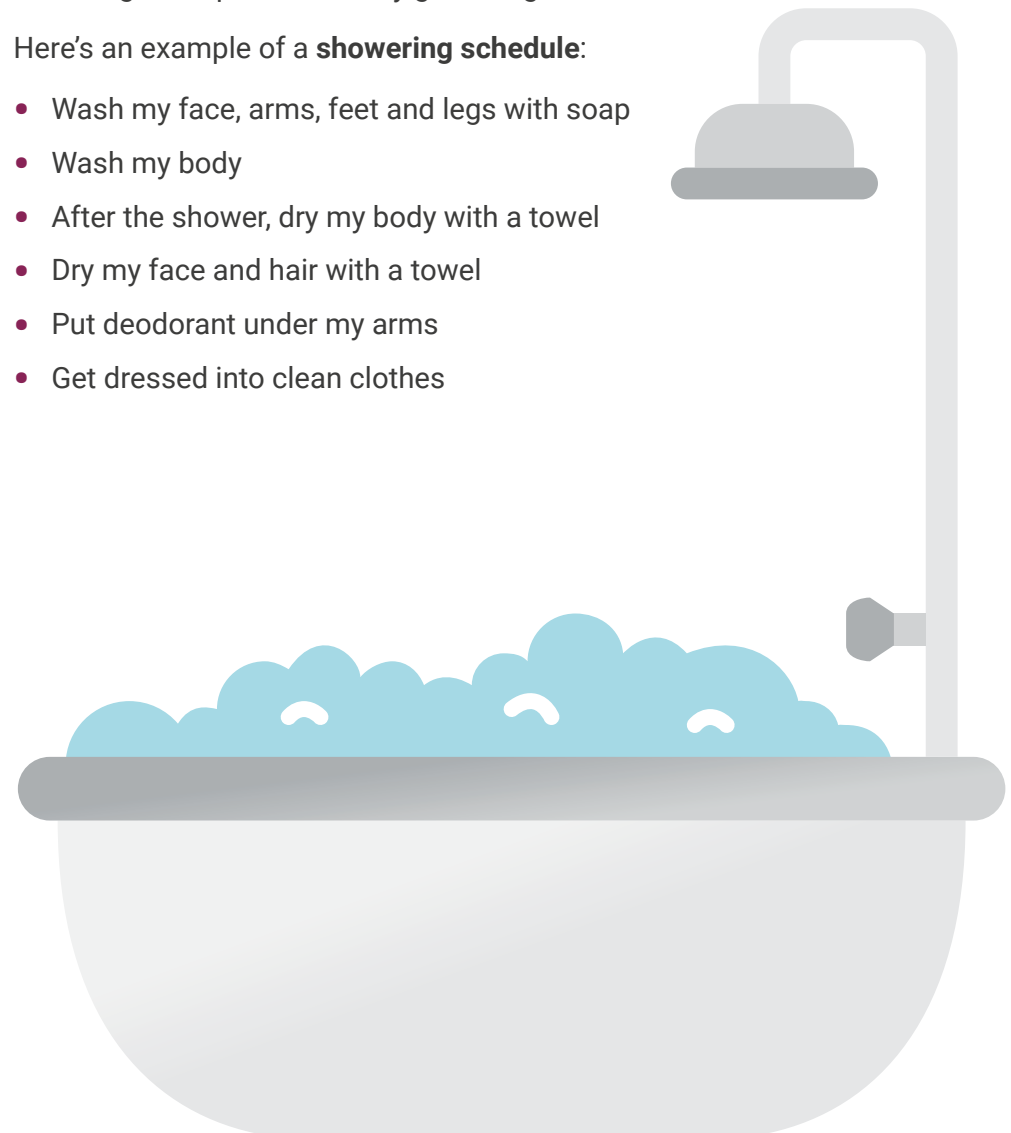 Here’s an example of a showering schedule:
• Wash my face, arms, feet and legs with soap
• Wash my body
• After the shower, dry my body with a towel
• Dry my face and hair with a towel
• Put deodorant under my arms
• Get dressed into clean clothes